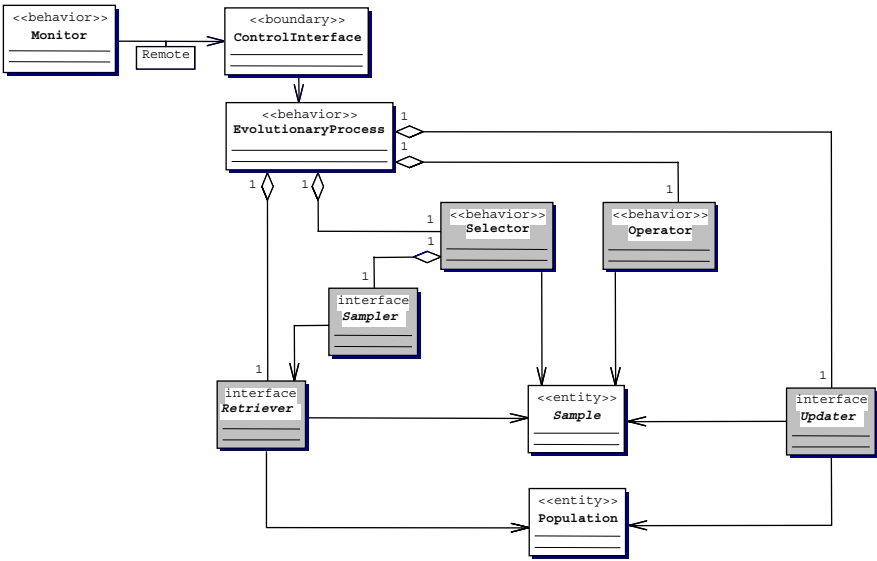 <<behavior>>
Monitor
Remote
<<boundary>>
ControlInterface
<<behavior>>
EvolutionaryProcess
1
1
1
1
1
<<behavior>>
Selector
1
1
<<behavior>>
Operator
1
interface
Sampler
1
interface
Retriever
<<entity>>
Sample
1
interface
Updater
<<entity>>
Population